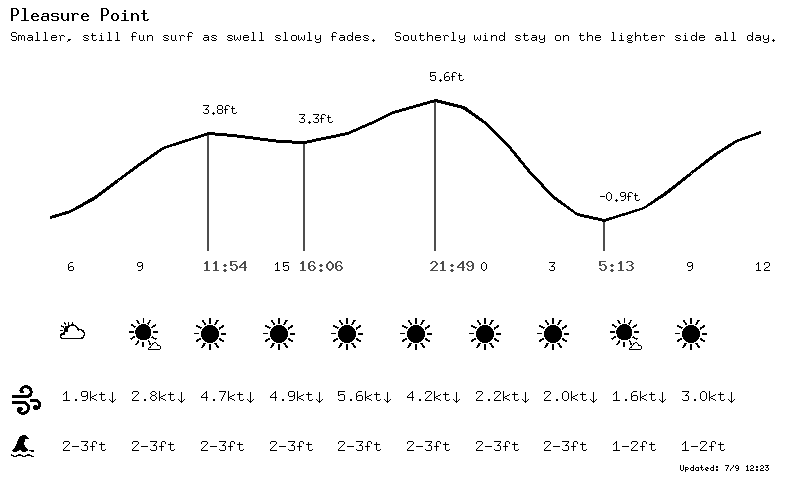 Pleasure Point
Smaller, still fun surf as swell slowly fades.  Southerly wind stay on the lighter side all day.
5.6ft
3.8ft
3.3ft
-0.9ft
6 9 11:54 15 16:06 21:49 0 3 5:13 9 12
1.9kt↓ 2.8kt↓ 4.7kt↓ 4.9kt↓ 5.6kt↓ 4.2kt↓ 2.2kt↓ 2.0kt↓ 1.6kt↓ 3.0kt↓
2-3ft 2-3ft 2-3ft 2-3ft 2-3ft 2-3ft 2-3ft 2-3ft 1-2ft 1-2ft
Updated: 7/9 12:23